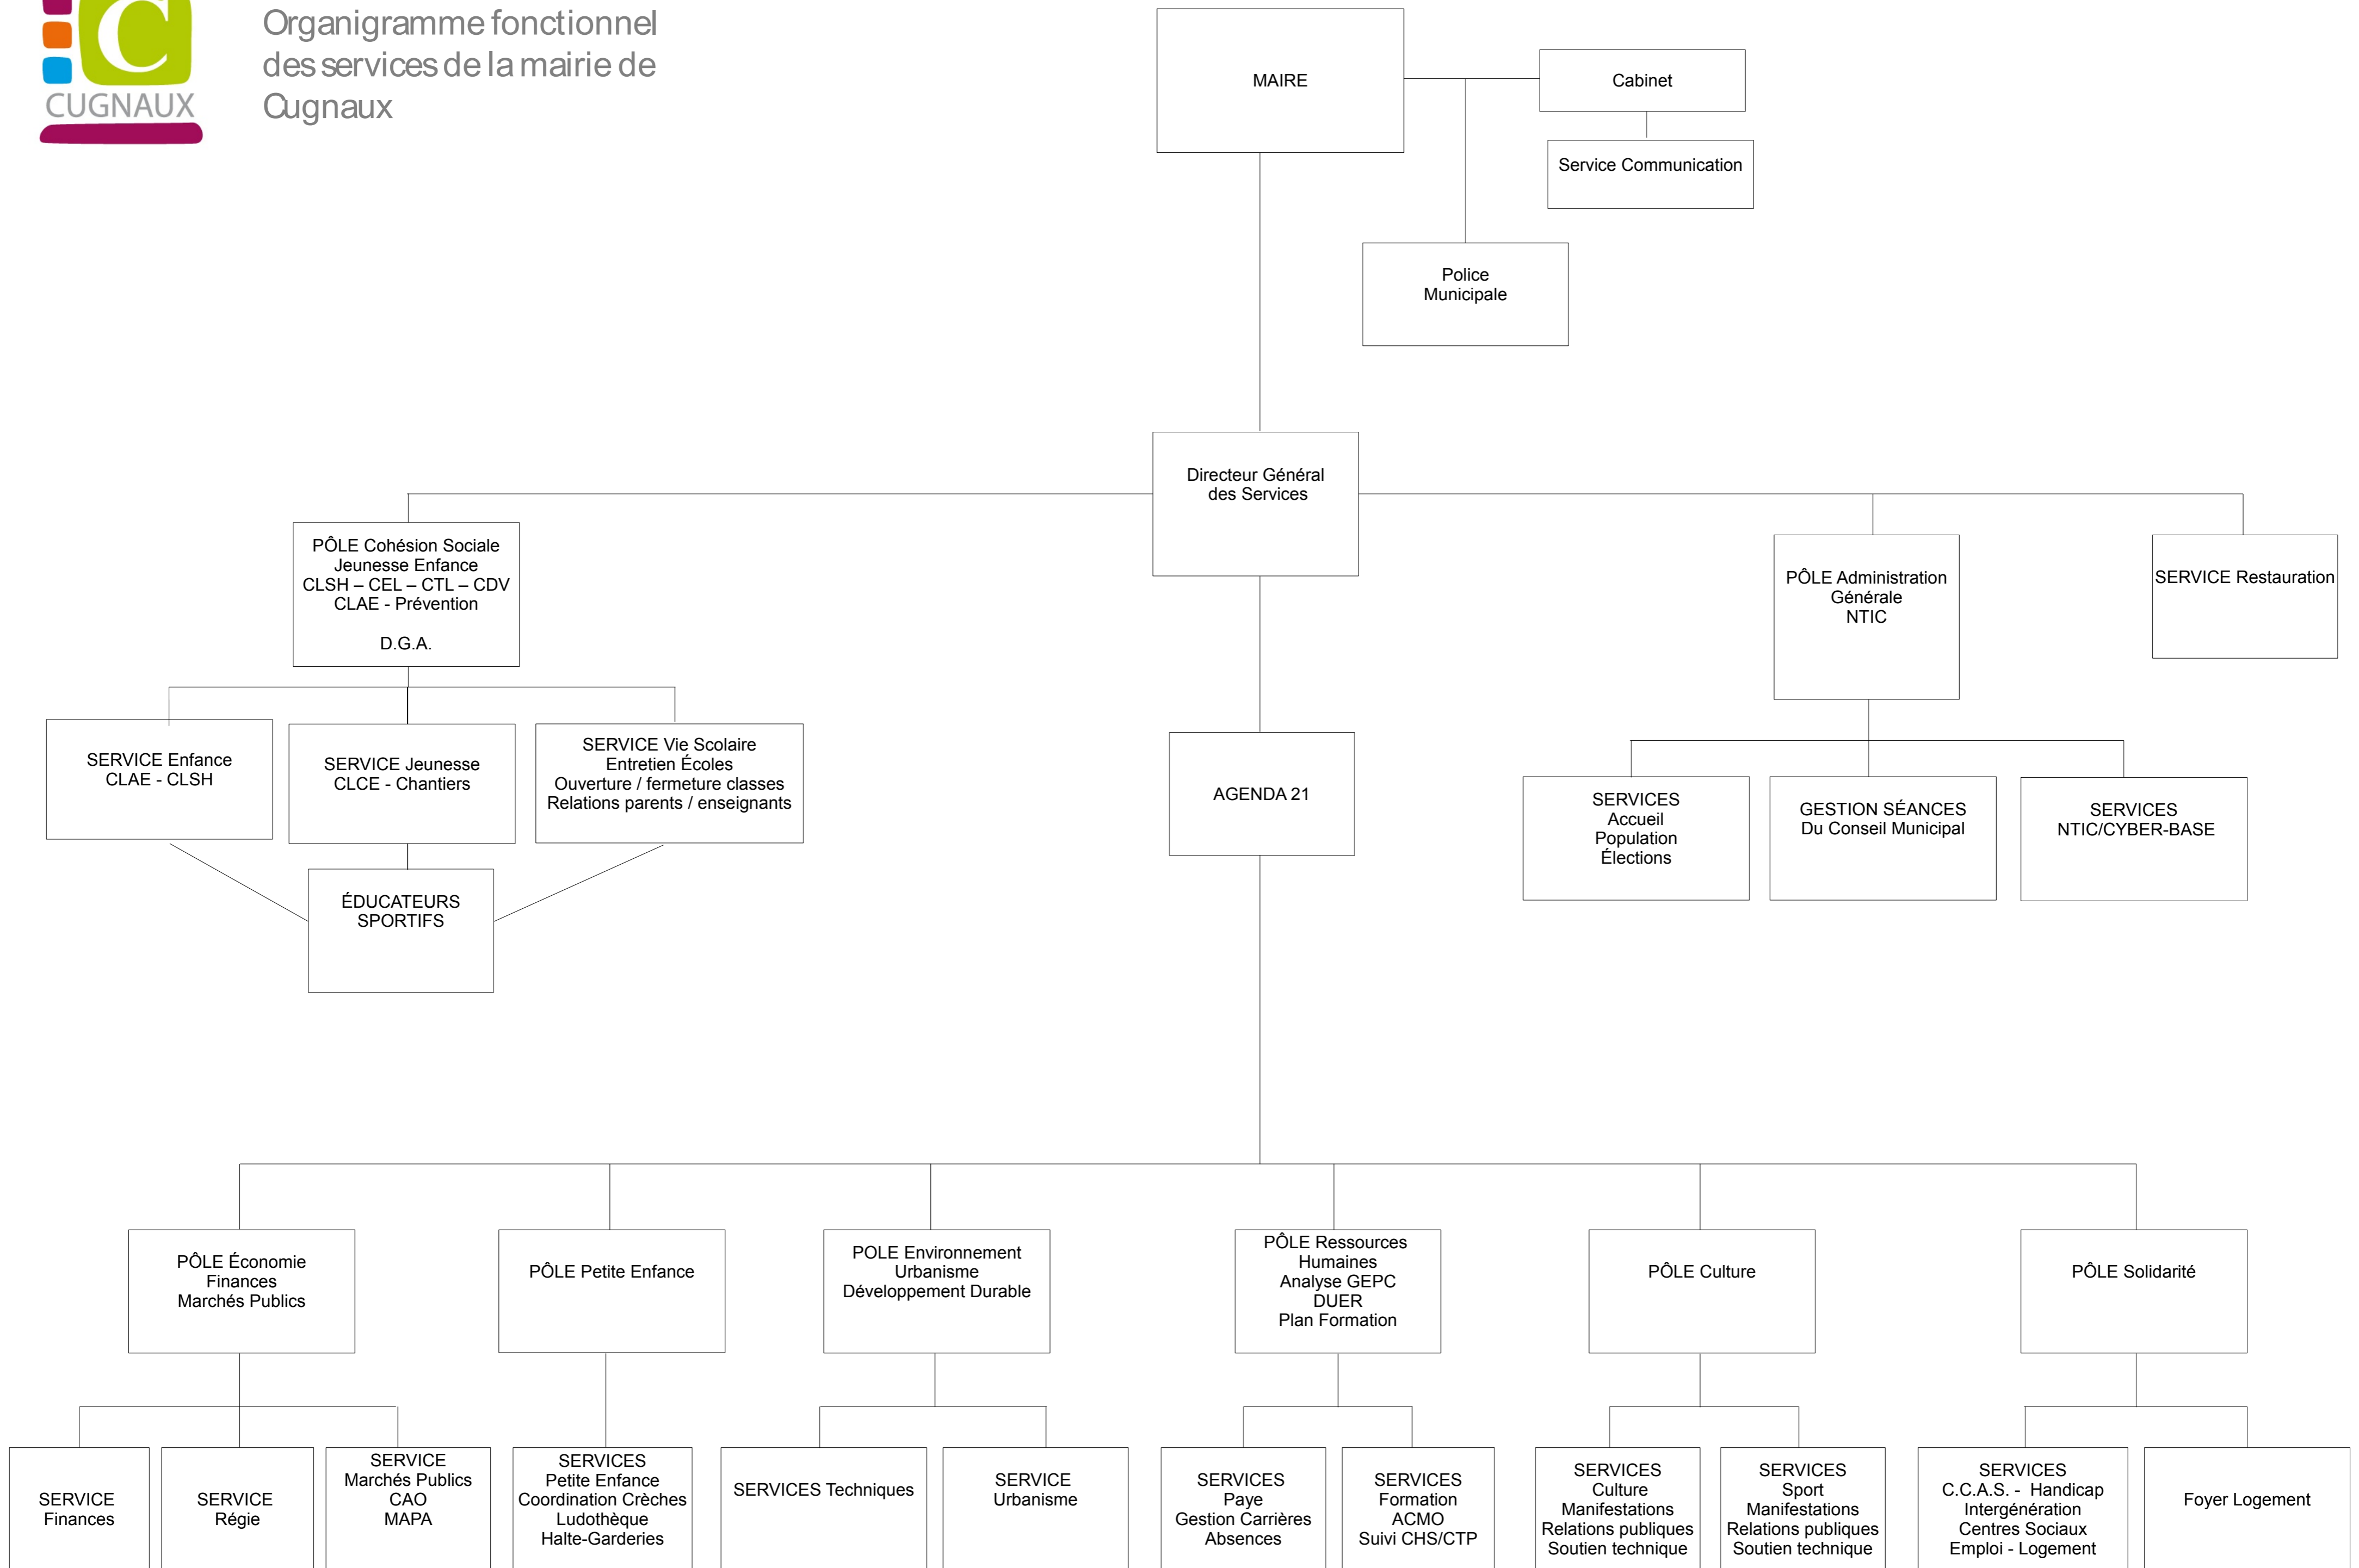 C
CUGNAUX
Organigramme fonctionnel
des services de la mairie de
Cugnaux
MAIRE
Cabinet
Service Communication
Police
Municipale
Directeur Général
des Services
PÔLE Cohésion Sociale
Jeunesse Enfance
CLSH – CEL – CTL – CDV
CLAE - Prévention
D.G.A.
PÔLE Administration
Générale
NTIC
SERVICE Restauration
SERVICE Enfance
CLAE - CLSH
SERVICE Jeunesse
CLCE - Chantiers
SERVICE Vie Scolaire
Entretien Écoles
Ouverture / fermeture classes
Relations parents / enseignants
AGENDA 21
SERVICES
Accueil
Population
Élections
GESTION SÉANCES
Du Conseil Municipal
SERVICES
NTIC/CYBER-BASE
ÉDUCATEURS
SPORTIFS
PÔLE Économie
Finances
Marchés Publics
PÔLE Petite Enfance
POLE Environnement
Urbanisme
Développement Durable
PÔLE Ressources
Humaines
Analyse GEPC
DUER
Plan Formation
PÔLE Culture
PÔLE Solidarité
SERVICE
Finances
SERVICE
Régie
SERVICE
Marchés Publics
CAO
MAPA
SERVICES
Petite Enfance
Coordination Crèches
Ludothèque
Halte-Garderies
SERVICES Techniques
SERVICE
Urbanisme
SERVICES
Paye
Gestion Carrières
Absences
SERVICES
Formation
ACMO
Suivi CHS/CTP
SERVICES
Culture
Manifestations
Relations publiques
Soutien technique
SERVICES
Sport
Manifestations
Relations publiques
Soutien technique
SERVICES
C.C.A.S. - Handicap
Intergénération
Centres Sociaux
Emploi - Logement
Foyer Logement